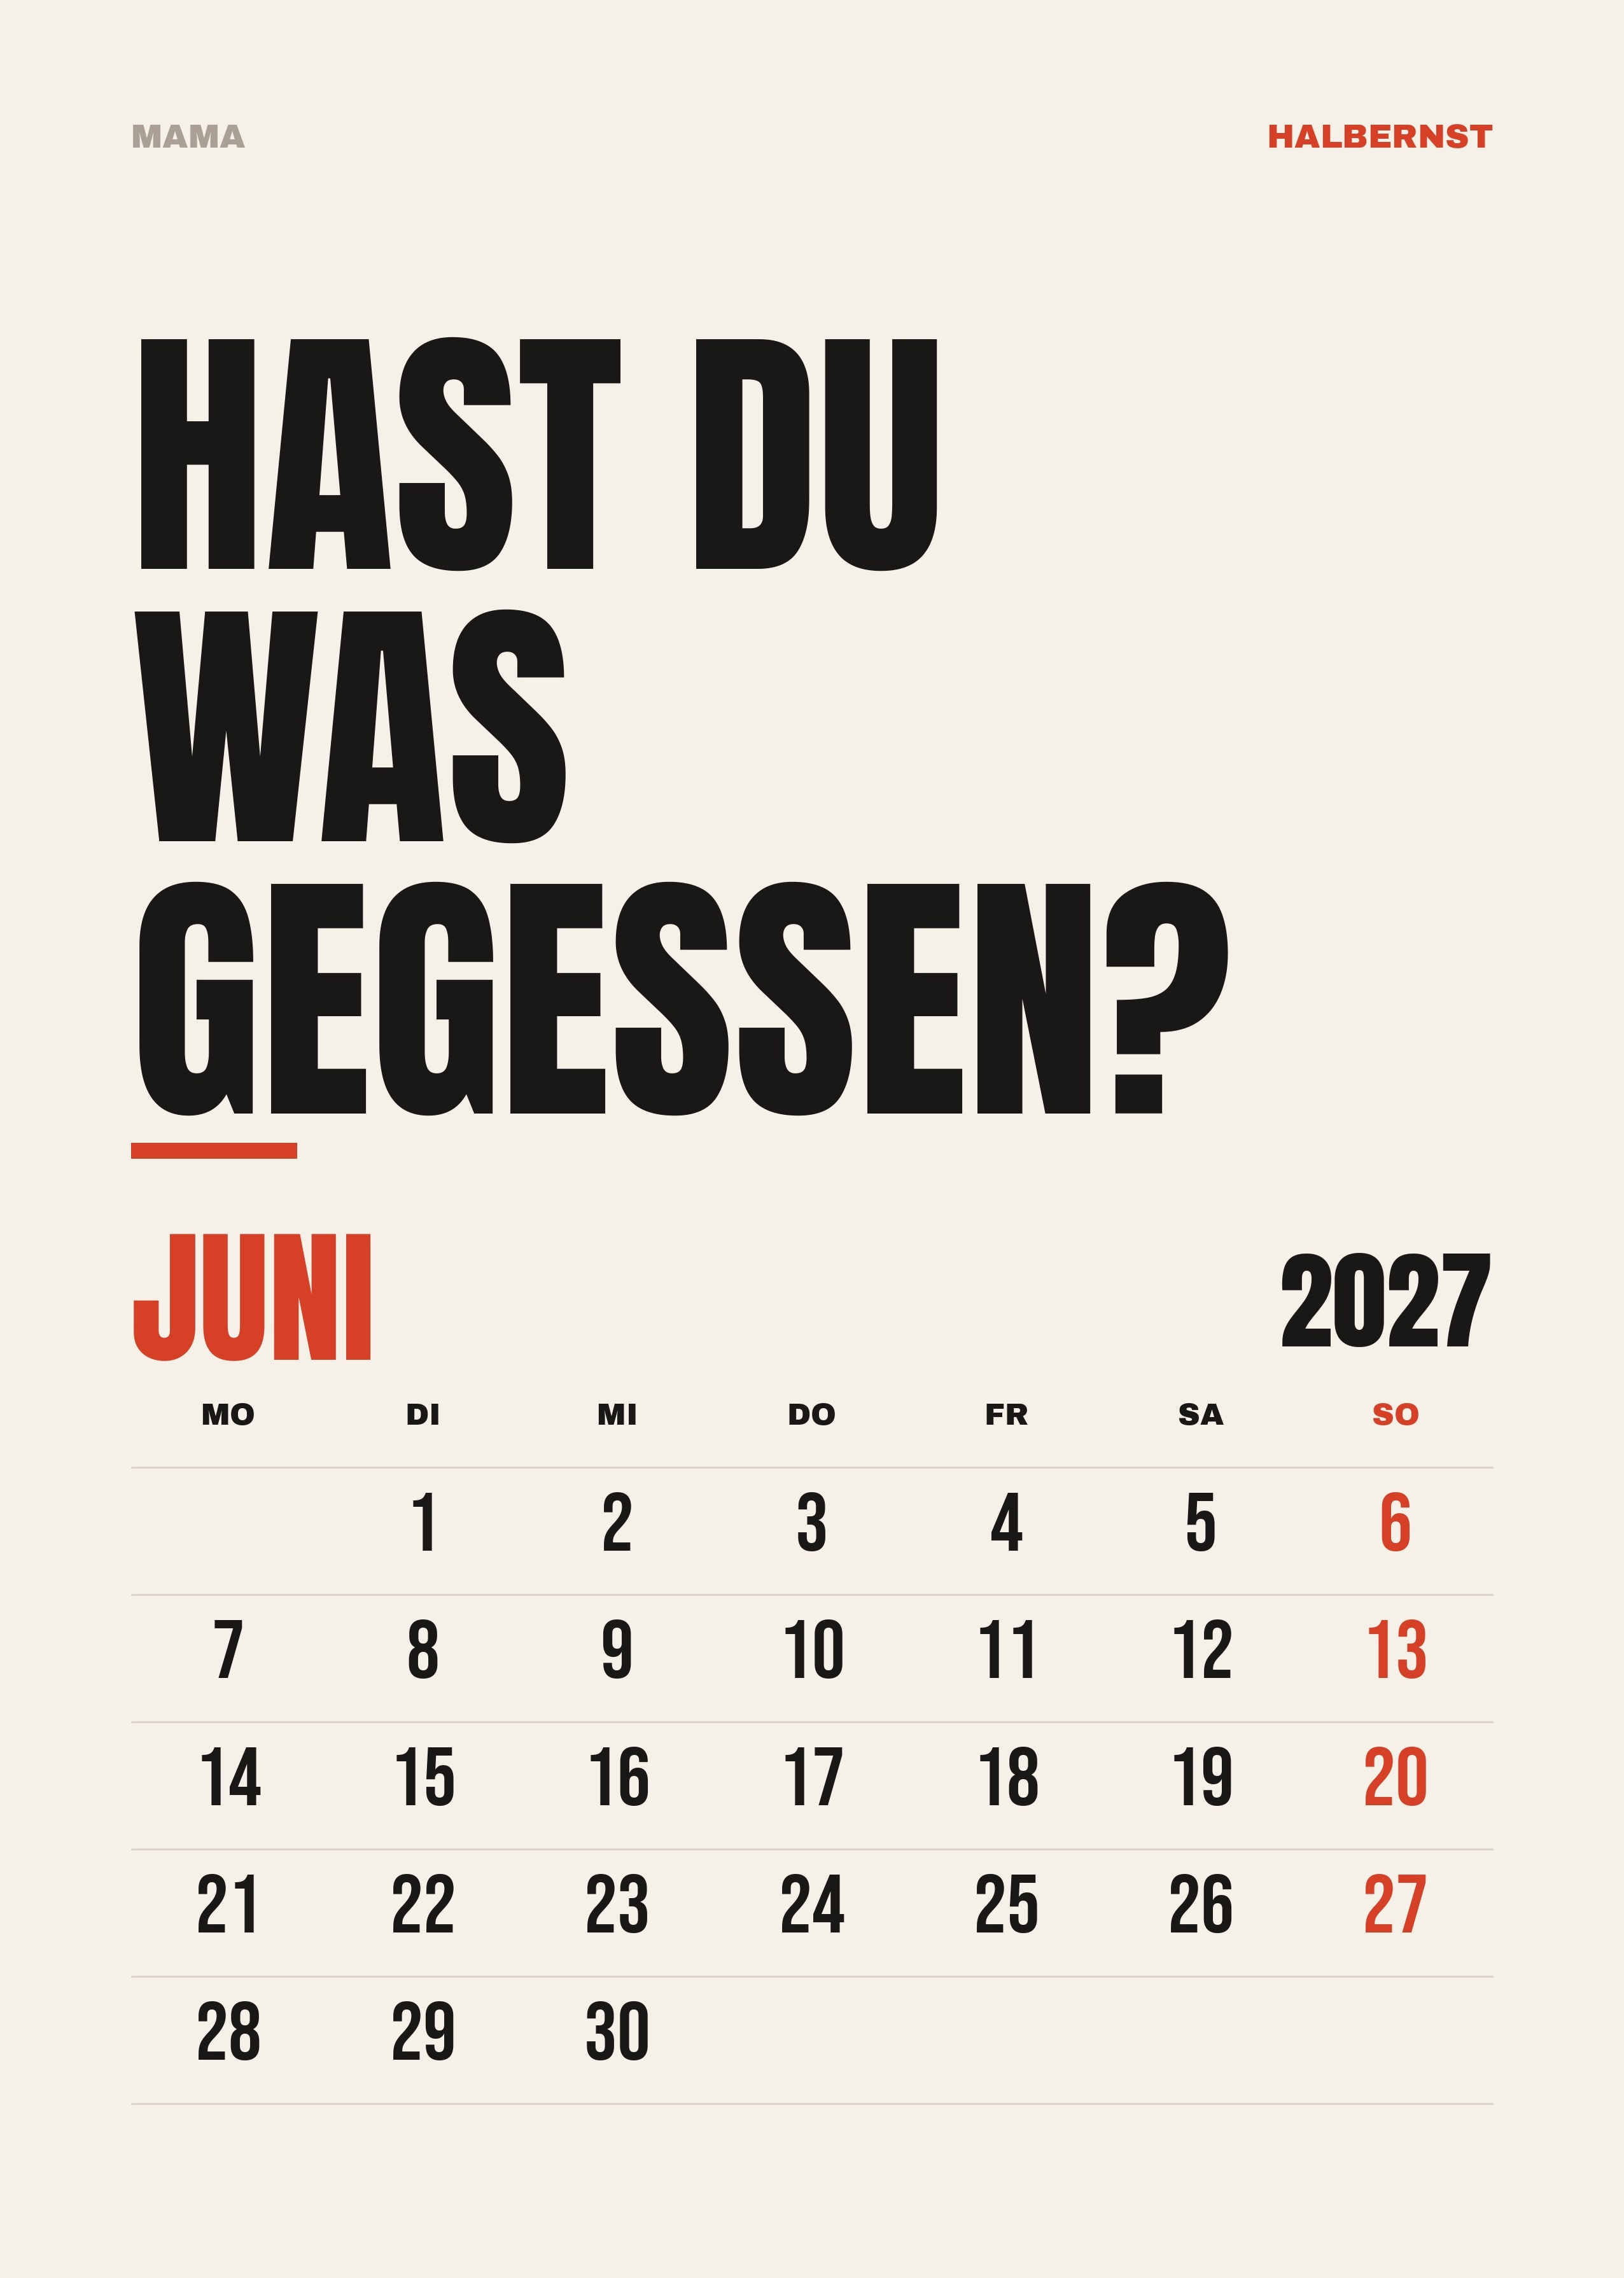 MAMA HALBERNST
HAST DU
WAS
GEGESSEN?
JUNI 2027
MO DI MI DO FR SA SO
1 2 3 4 5 6
7 8 9 10 11 12 13
14 15 16 17 18 19 20
21 22 23 24 25 26 27
28 29 30